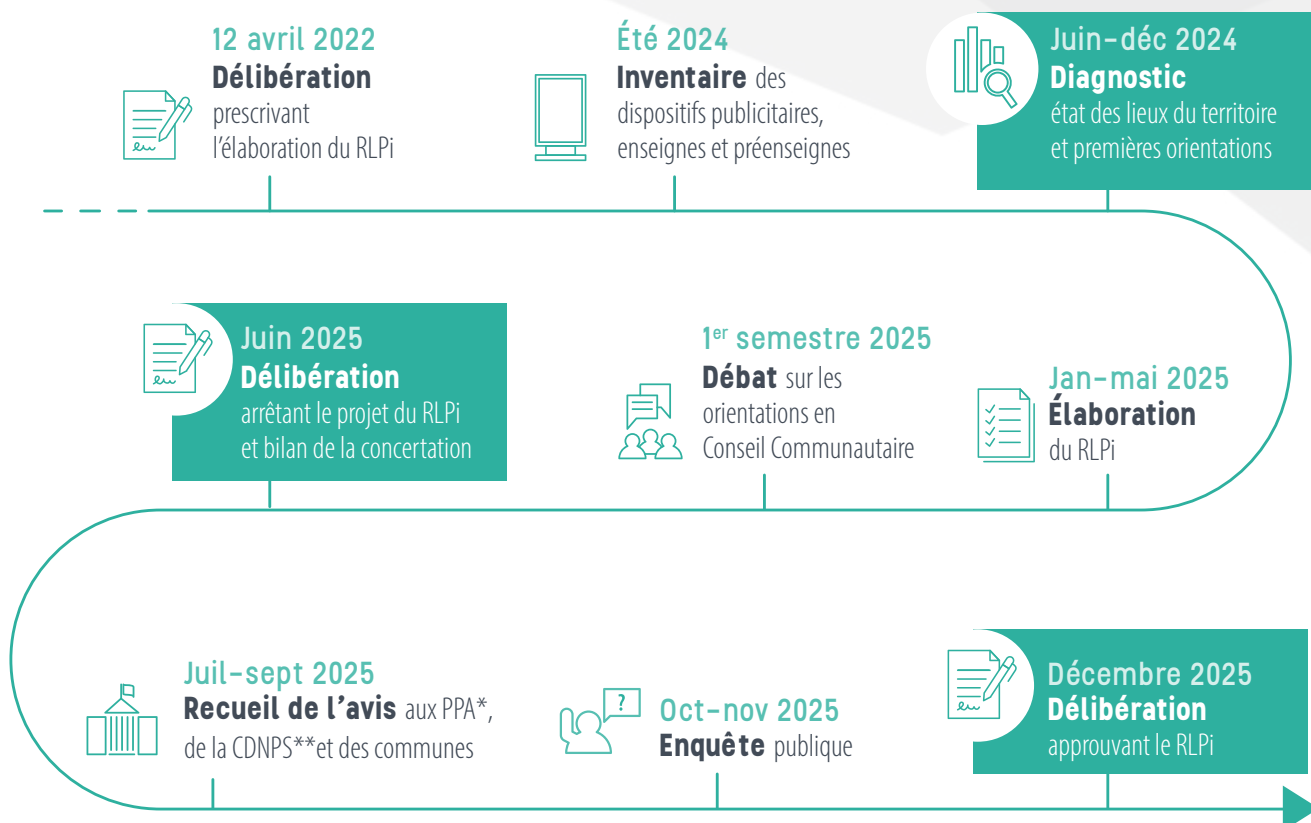 12 avril 2022
Délibération
prescrivant
l'élaboration du RLPi
Été 2024
Inventaire des
dispositifs publicitaires,
enseignes et préenseignes
Juin-déc 2024
Diagnostic
état des lieux du territoire
et premières orientations
Jan-mai 2025
Élaboration
du RLPi
1er semestre 2025
Débat sur les
orientations en
Conseil Communautaire
Juin 2025
Délibération
arrêtant le projet du RLPi
et bilan de la concertation
Juil-sept 2025
Recueil de l'avis aux PPA*,
de la CDNPS**et des communes
?
Oct-nov 2025
Enquête publique
Décembre 2025
Délibération
approuvant le RLPi